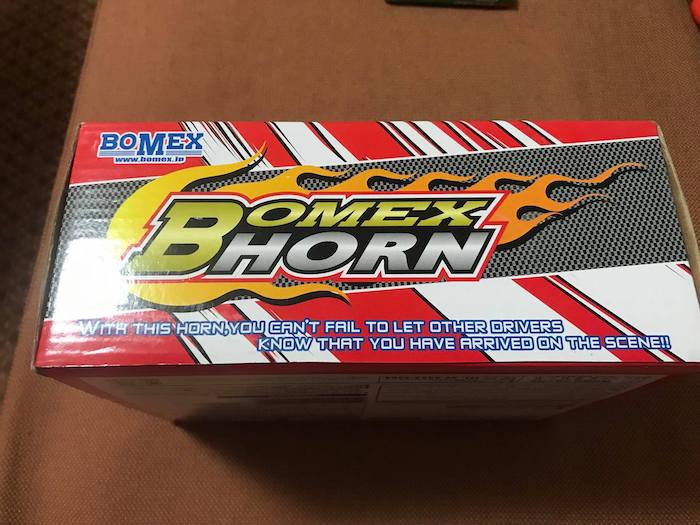 BOMEX
www.bomex.jp
BOMEX
HORN
WITH THIS HORN,YOU CAN'T FAIL TO LET OTHER DRIVERS
KNOW THAT YOU HAVE ARRIVED ON THE SCENE!!